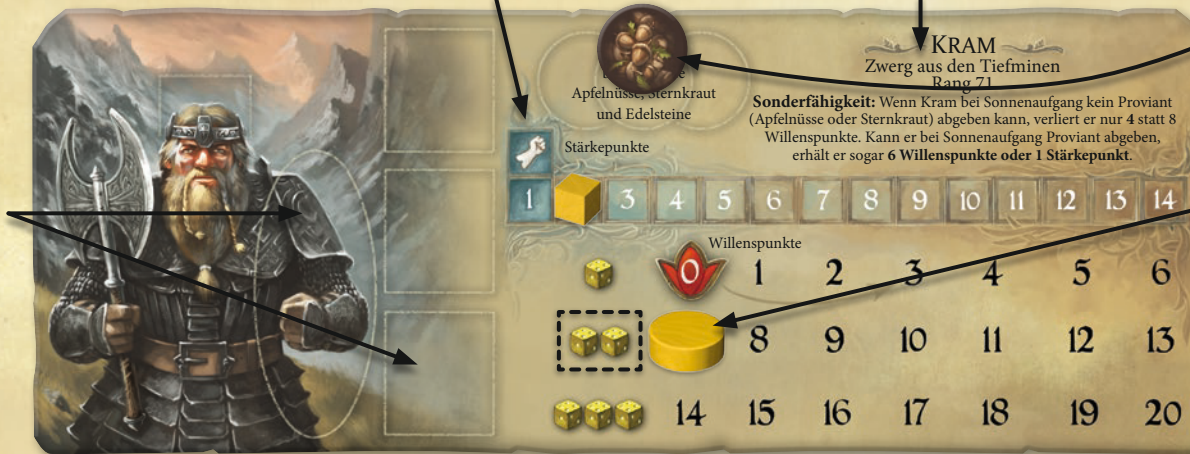 KRAM
Zwerg aus den Tiefminen
Rang 71
Apfelnüsse, Sternkraut
und Edelsteine
Sonderfähigkeit: Wenn Kram bei Sonnenaufgang kein Proviant
(Apfelnüsse oder Sternkraut) abgeben kann, verliert er nur 4 statt 8
Willenspunkte. Kann er bei Sonnenaufgang Proviant abgeben,
erhält er sogar 6 Willenspunkte oder 1 Stärkepunkt.
Stärkepunkte
1 3 4 5 6 7 8 9 10 11 12 13 14
Willenspunkte
0 1 2 3 4 5 6
8 9 10 11 12 13
14 15 16 17 18 19 20